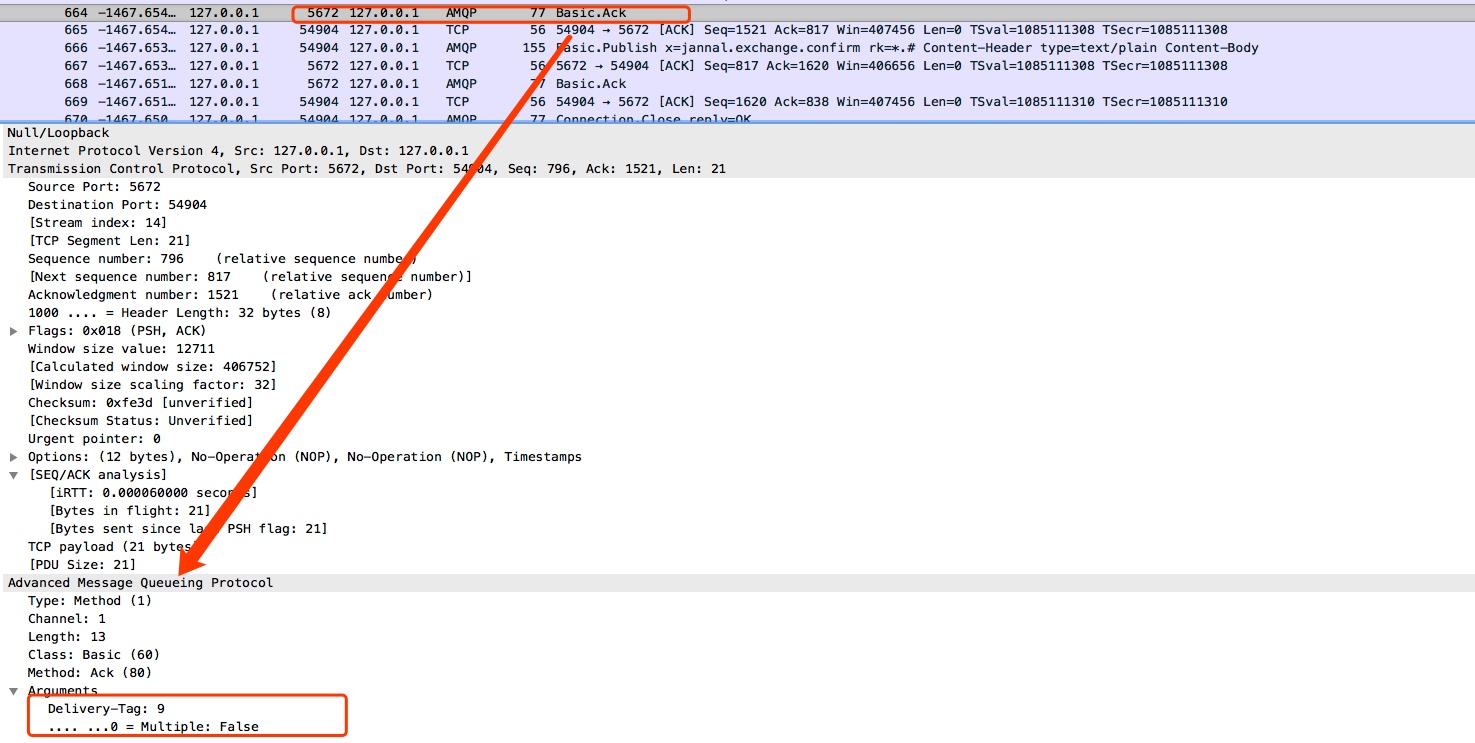 664 −1467.654… 127.0.0.1 5672 127.0.0.1 AMQP 77 Basic.Ack
665 −1467.654… 127.0.0.1 54904 127.0.0.1 TCP 56 54904 → 5672 [ACK] Seq=1521 Ack=817 Win=407456 Len=0 TSval=1085111308 TSecr=1085111308
666 −1467.653… 127.0.0.1 54904 127.0.0.1 AMQP 155 Basic.Publish x=jannal.exchange.confirm rk=*.# Content-Header type=text/plain Content-Body
667 −1467.653… 127.0.0.1 5672 127.0.0.1 TCP 56 5672 → 54904 [ACK] Seq=817 Ack=1620 Win=406656 Len=0 TSval=1085111308 TSecr=1085111308
668 −1467.651… 127.0.0.1 5672 127.0.0.1 AMQP 77 Basic.Ack
669 −1467.651… 127.0.0.1 54904 127.0.0.1 TCP 56 54904 → 5672 [ACK] Seq=1620 Ack=838 Win=407456 Len=0 TSval=1085111310 TSecr=1085111310
670 −1467.650 127.0.0.1 54904 127.0.0.1 AMQP 77 Connection.Close reply=OK
Null/Loopback
Internet Protocol Version 4, Src: 127.0.0.1, Dst: 127.0.0.1
Transmission Control Protocol, Src Port: 5672, Dst Port: 54904, Seq: 796, Ack: 1521, Len: 21
Source Port: 5672
Destination Port: 54904
[Stream index: 14]
[TCP Segment Len: 21]
Sequence number: 796 (relative sequence number)
[Next sequence number: 817 (relative sequence number)]
Acknowledgment number: 1521 (relative ack number)
1000 .... = Header Length: 32 bytes (8)
Flags: 0x018 (PSH, ACK)
Window size value: 12711
[Calculated window size: 406752]
[Window size scaling factor: 32]
Checksum: 0xfe3d [unverified]
[Checksum Status: Unverified]
Urgent pointer: 0
Options: (12 bytes), No-Operation (NOP), No-Operation (NOP), Timestamps
[SEQ/ACK analysis]
[iRTT: 0.000060000 seconds]
[Bytes in flight: 21]
[Bytes sent since last PSH flag: 21]
TCP payload (21 bytes)
[PDU Size: 21]
Advanced Message Queueing Protocol
Type: Method (1)
Channel: 1
Length: 13
Class: Basic (60)
Method: Ack (80)
Arguments
Delivery-Tag: 9
.... ...0 = Multiple: False